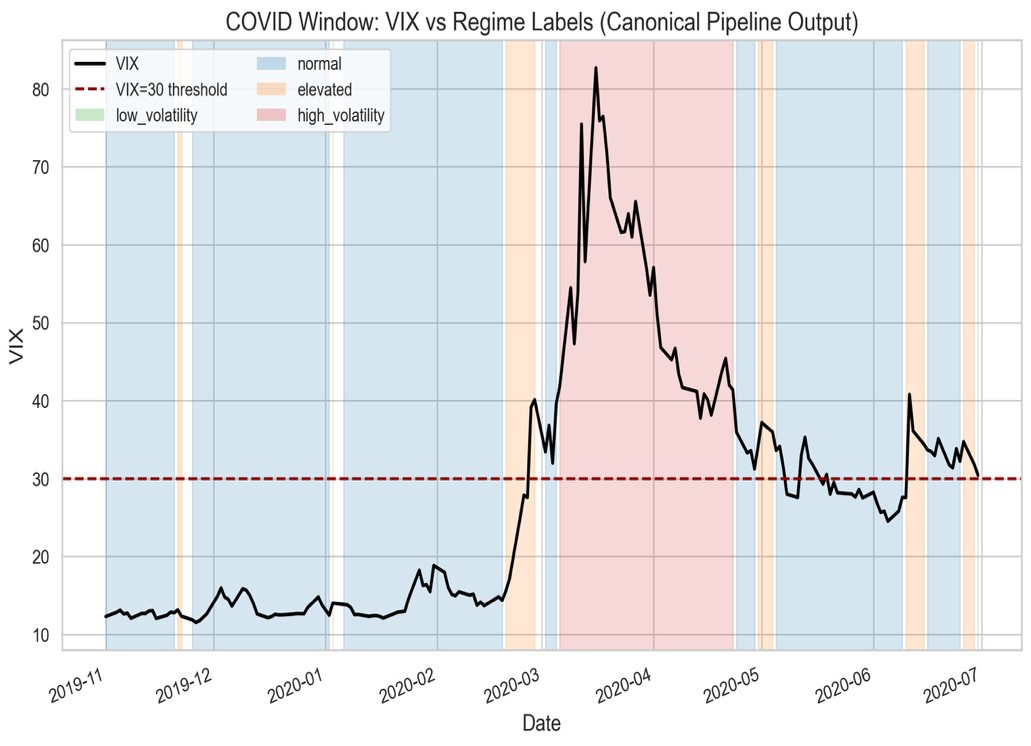 COVID Window: VIX vs Regime Labels (Canonical Pipeline Output)
VIX
VIX=30 threshold
low_volatility
normal
elevated
high_volatility
VIX
80
70
60
50
40
30
20
10
2019-11
2019-12
2020-01
2020-02
2020-03
2020-04
2020-05
2020-06
2020-07
Date